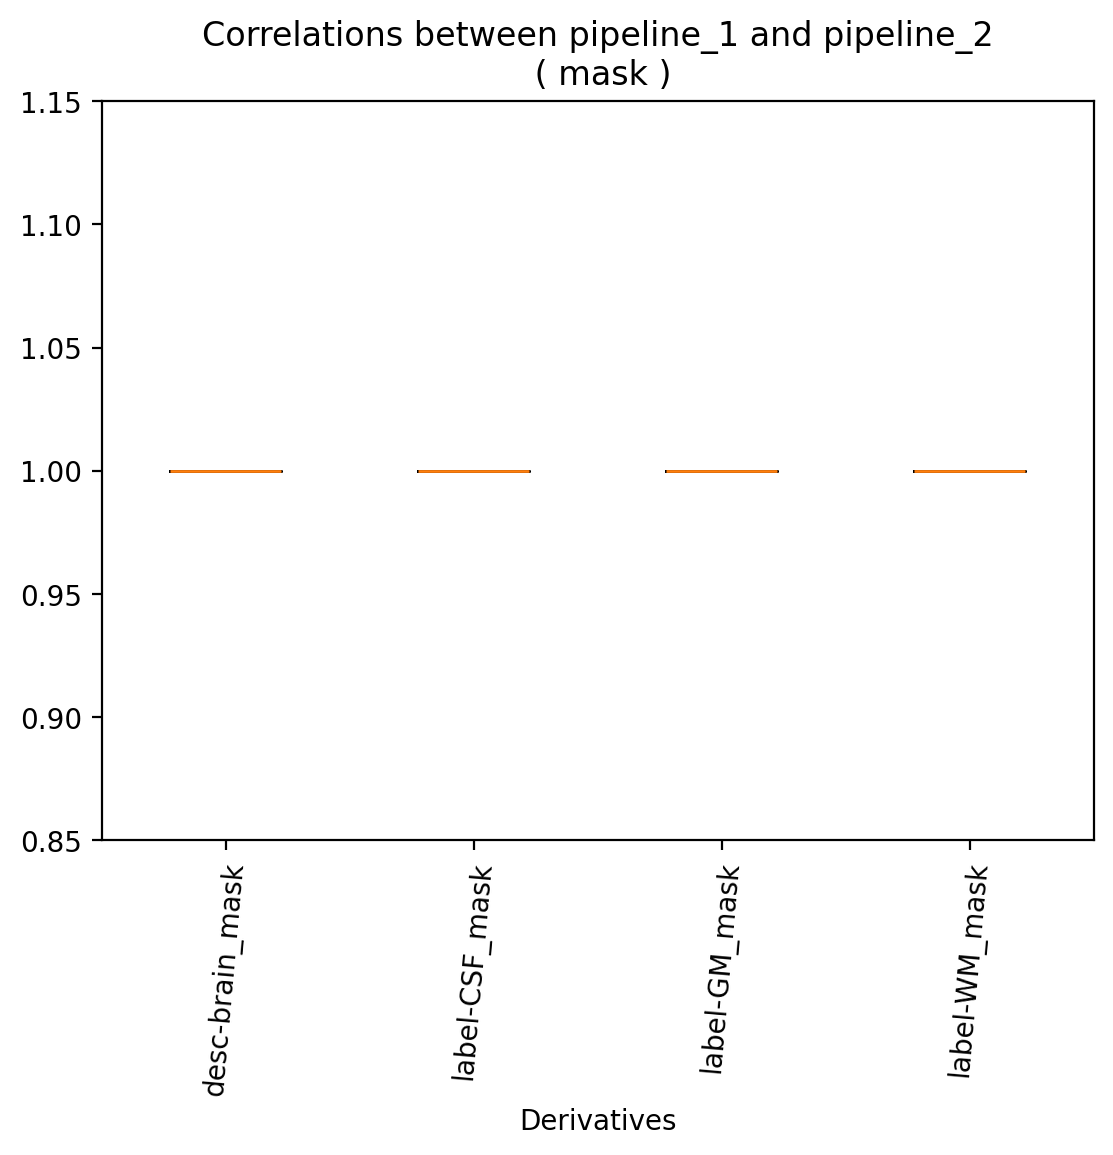 Correlations between pipeline_1 and pipeline_2
( mask )
1.15
1.10
1.05
1.00
0.95
0.90
0.85
desc-brain_mask
label-CSF_mask
label-GM_mask
label-WM_mask
Derivatives